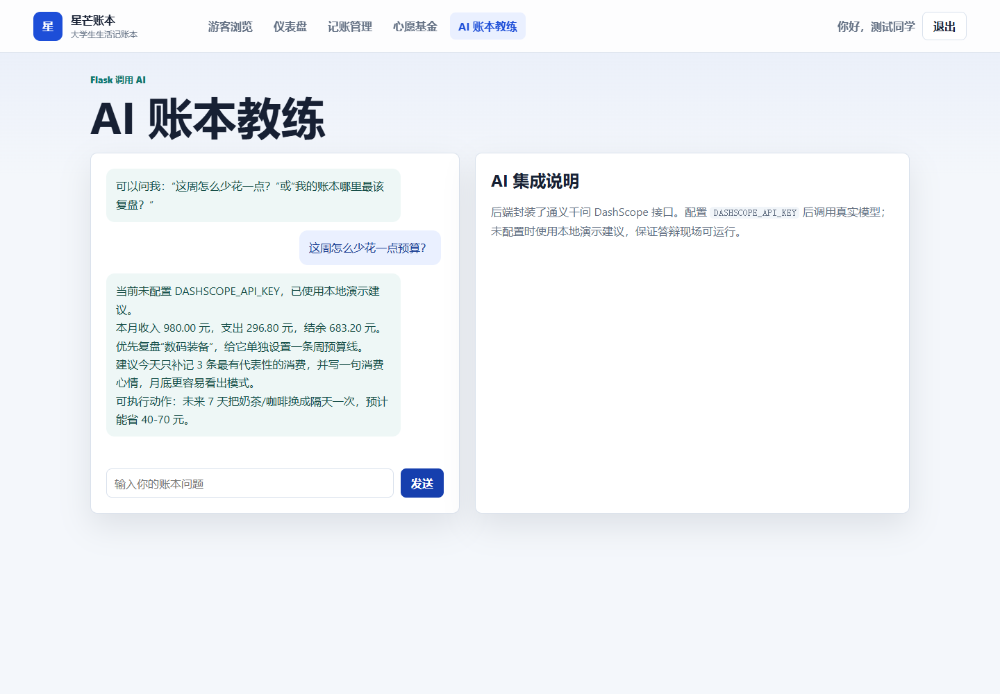 星
星芒账本
大学生生活记账本
游客浏览
仪表盘
记账管理
心愿基金
AI 账本教练
你好，测试同学
退出
Flask 调用 AI
AI 账本教练
可以问我：“这周怎么少花一点？”或“我的账本哪里最该
复盘？”
这周怎么少花一点预算？
当前未配置 DASHSCOPE_API_KEY，已使用本地演示建
议。
本月收入 980.00 元，支出 296.80 元，结余 683.20 元。
优先复盘“数码装备”，给它单独设置一条周预算线。
建议今天只补记 3 条最有代表性的消费，并写一句消费
心情，月底更容易看出模式。
可执行动作：未来 7 天把奶茶/咖啡换成隔天一次，预计
能省 40-70 元。
输入你的账本问题
发送
AI 集成说明
后端封装了通义千问 DashScope 接口。配置 DASHSCOPE_API_KEY 后调用真实模型；
未配置时使用本地演示建议，保证答辩现场可运行。